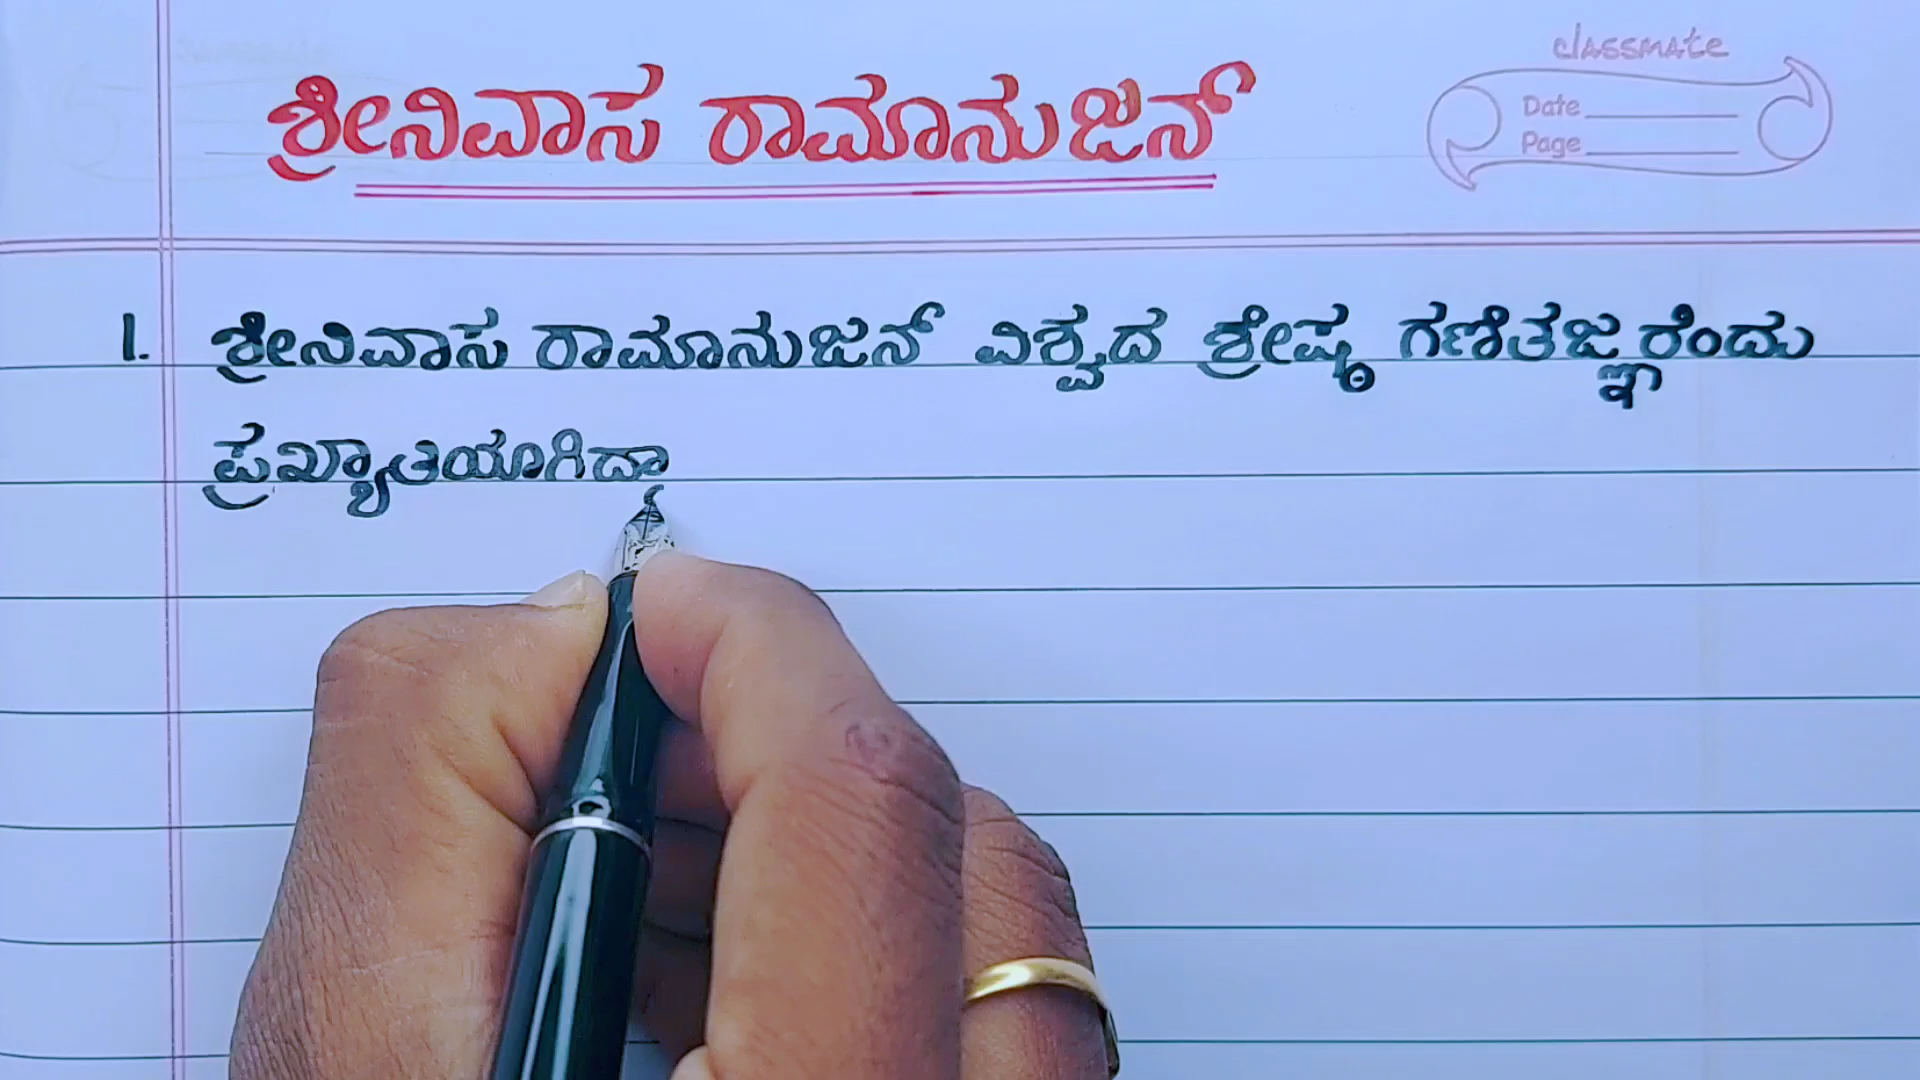 classmate
ಶ್ರೀನಿವಾಸ ರಾಮಾನುಜನ್
Date
Page
1. ಶ್ರೀನಿವಾಸ ರಾಮಾನುಜನ್ ವಿಶ್ವದ ಶ್ರೇಷ್ಠ ಗಣಿತಜ್ಞರೆಂದು
ಪ್ರಖ್ಯಾತಿಯಾಗಿದ್ದಾ